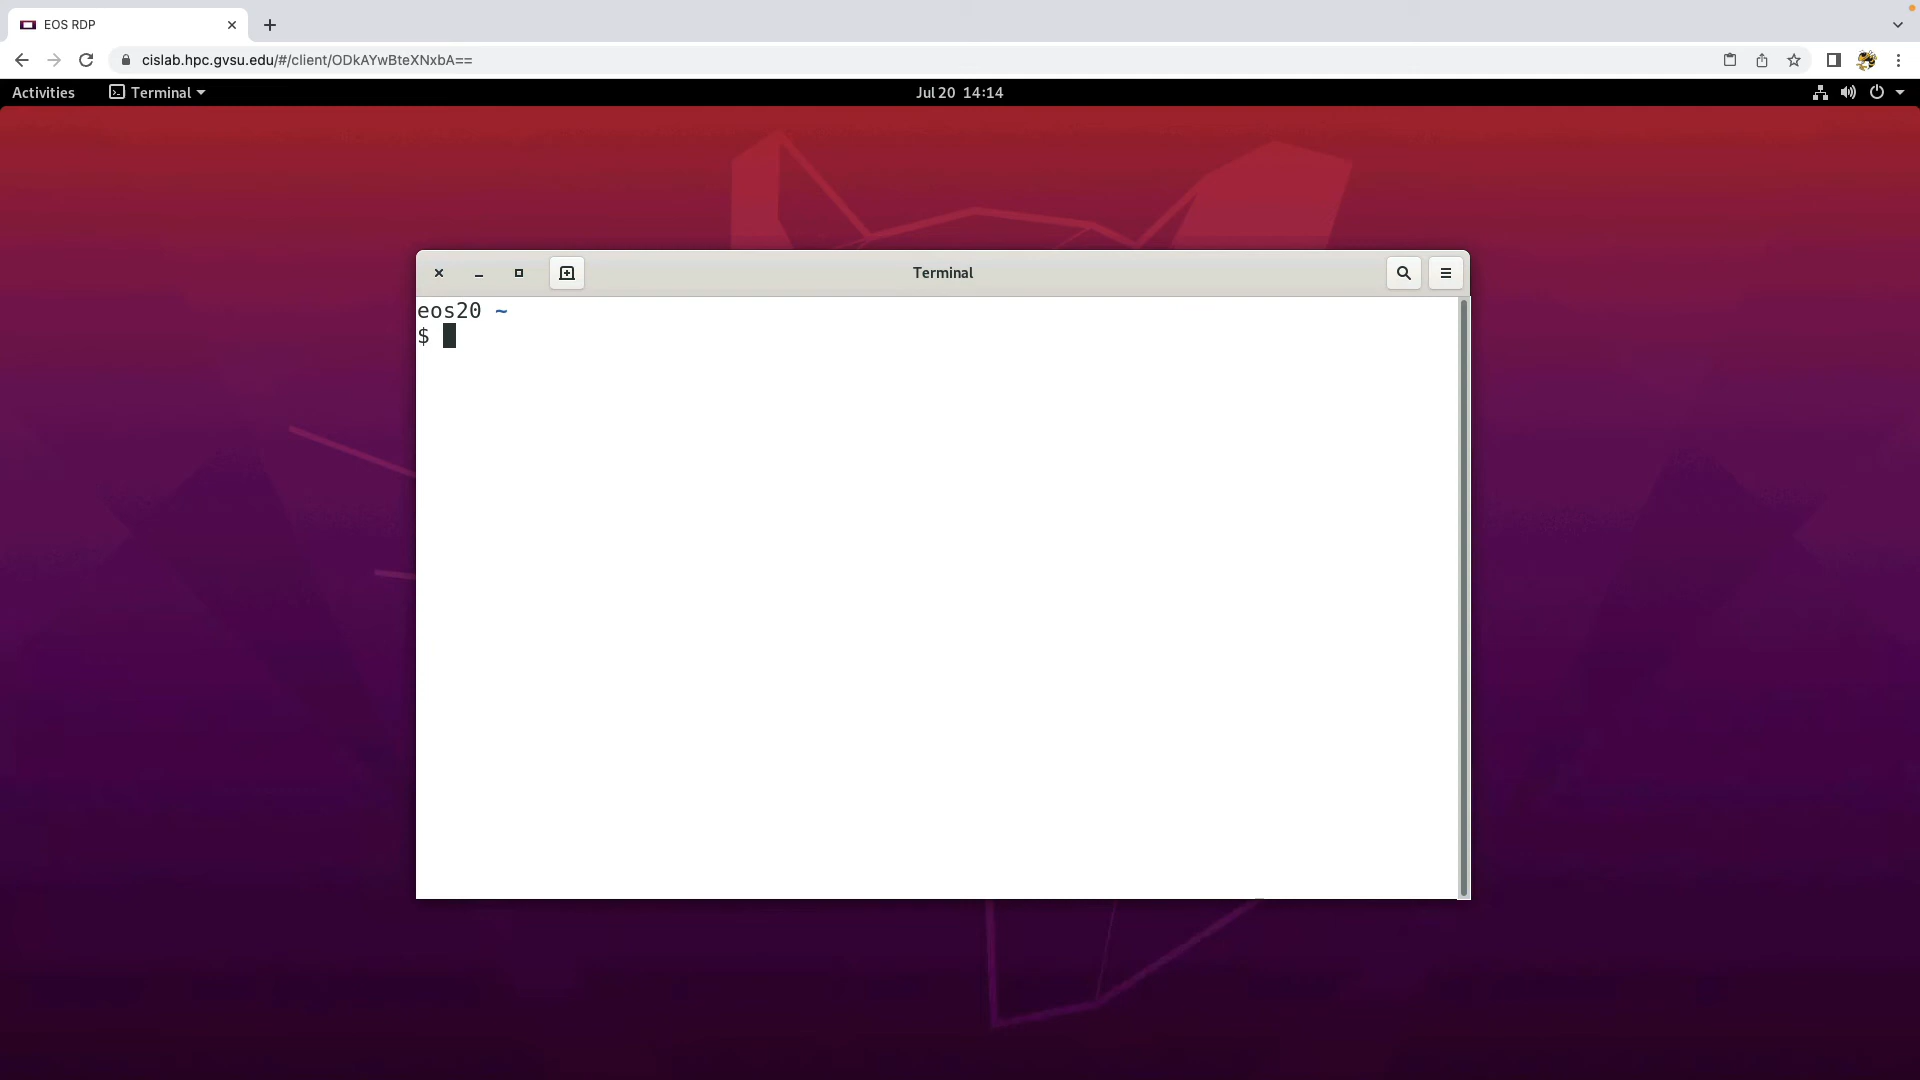 EOS RDP
cislab.hpc.gvsu.edu/#/client/ODkAYwBteXNxbA==
Activities
Terminal
Jul 20 14:14
Terminal
eos20 ~
$